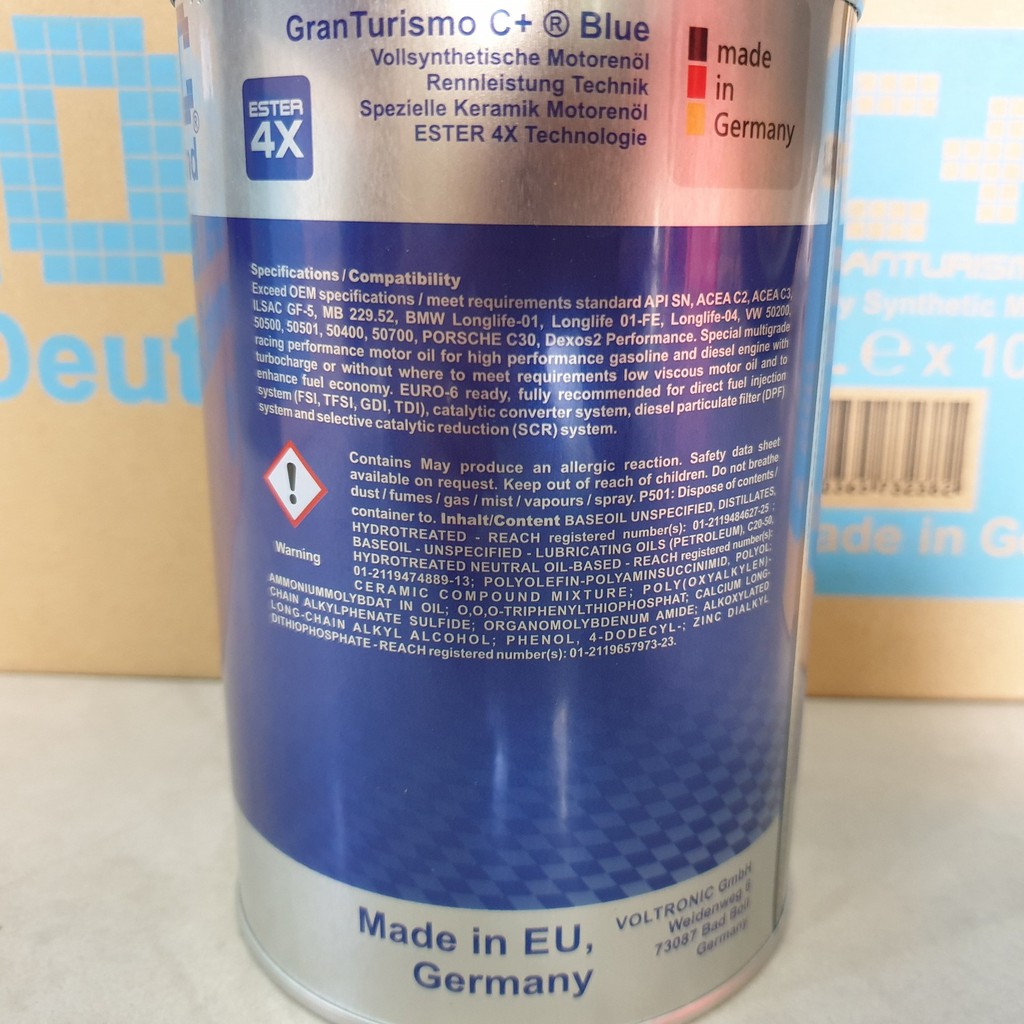 GranTurismo C+ ® Blue
Vollsynthetische Motorenöl
Rennleistung Technik
Spezielle Keramik Motorenöl
ESTER 4X Technologie
ESTER
4X
made
in
Germany
Specifications / Compatibility
Exceed OEM specifications / meet requirements standard API SN, ACEA C2, ACEA C3,
ILSAC GF-5, MB 229.52, BMW Longlife-01, Longlife 01-FE, Longlife-04, VW 50200,
50500, 50501, 50400, 50700, PORSCHE C30, Dexos2 Performance. Special multigrade
racing performance motor oil for high performance gasoline and diesel engine with
turbocharge or without where to meet requirements low viscous motor oil and to
enhance fuel economy. EURO-6 ready, fully recommended for direct fuel injection
system (FSI, TFSI, GDI, TDI), catalytic converter system, diesel particulate filter (DPF)
system and selective catalytic reduction (SCR) system.
Contains May produce an allergic reaction. Safety data sheet
available on request. Keep out of reach of children. Do not breathe
dust / fumes / gas / mist / vapours / spray. P501: Dispose of contents /
container to. Inhalt/Content BASEOIL UNSPECIFIED, DISTILLATES,
HYDROTREATED - REACH registered number(s): 01-2119484627-25 ;
BASEOIL - UNSPECIFIED - LUBRICATING OILS (PETROLEUM), C20-50,
HYDROTREATED NEUTRAL OIL-BASED - REACH registered number(s):
01-2119474889-13; POLYOLEFIN-POLYAMINSUCCINIMID, POLYOL;
CERAMIC COMPOUND MIXTURE; POLY(OXYALKYLEN)-
Warning
AMMONIUMMOLYBDAT IN OIL; O,O,O-TRIPHENYLTHIOPHOSPHAT; CALCIUM LONG-
CHAIN ALKYLPHENATE SULFIDE; ORGANOMOLYBDENUM AMIDE; ALKOXYLATED
LONG-CHAIN ALKYL ALCOHOL; PHENOL, 4-DODECYL-; ZINC DIALKYL
DITHIOPHOSPHATE - REACH registered number(s): 01-2119657973-23.
Made in EU,
Germany
VOLTRONIC GmbH
Weidenweg 6
73087 Bad Boll
Germany
Deut
C+
ANTURISM
y Synthetic M
L e x 10
ade in G